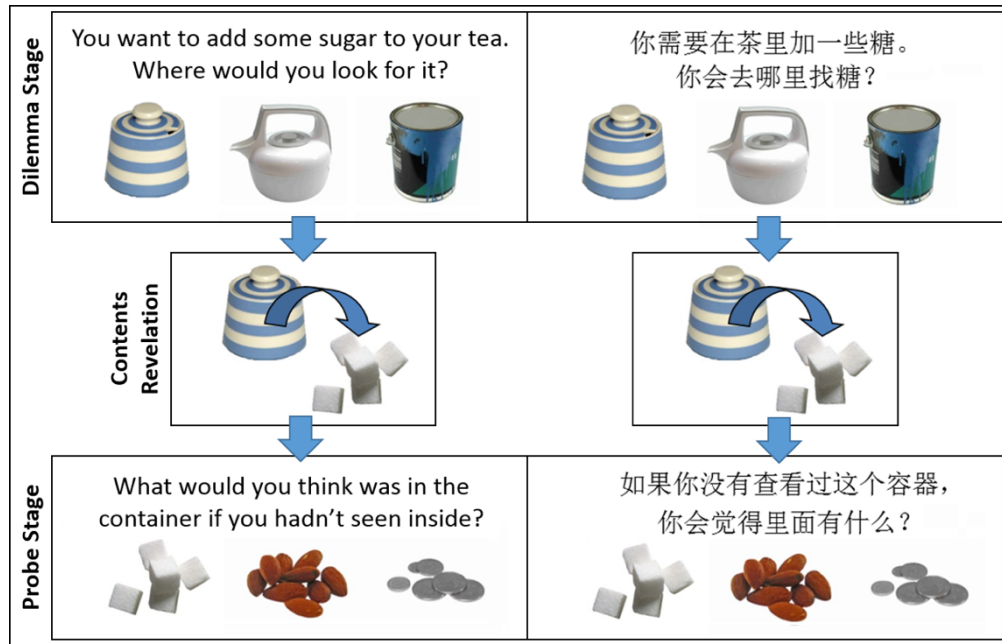 Dilemma Stage
You want to add some sugar to your tea.
Where would you look for it?
你需要在茶里加一些糖。
你会去哪里找糖?
Contents
Revelation
Probe Stage
What would you think was in the
container if you hadn't seen inside?
如果你没有查看过这个容器，
你会觉得里面有什么?